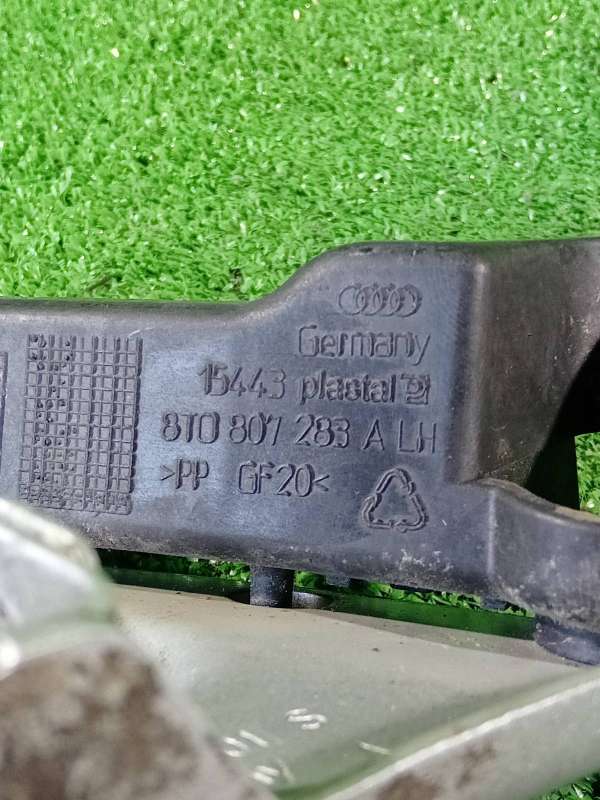 Germany
15443 plastal
8T0 807 283 A LH
>PP GF20<